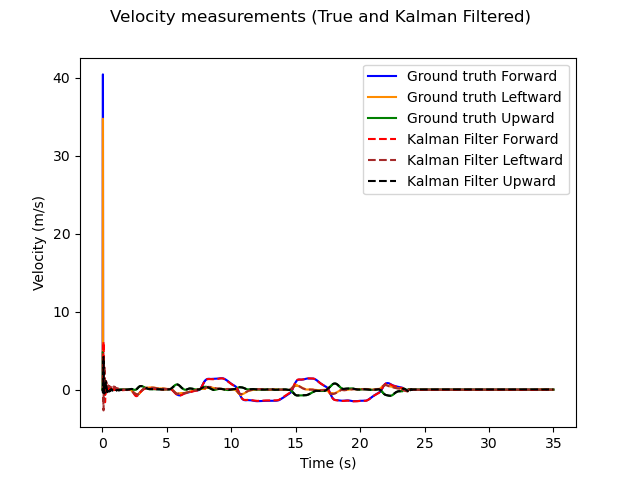 Velocity measurements (True and Kalman Filtered)
40
30
20
10
0
Velocity (m/s)
Ground truth Forward
Ground truth Leftward
Ground truth Upward
Kalman Filter Forward
Kalman Filter Leftward
Kalman Filter Upward
0 5 10 15 20 25 30 35
Time (s)